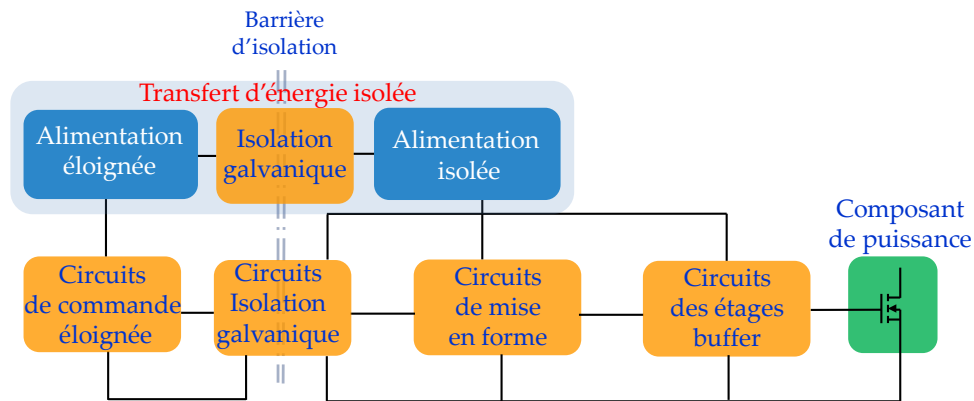 Barrière
d'isolation
Transfert d'énergie isolée
Alimentation
éloignée
Isolation
galvanique
Alimentation
isolée
Composant
de puissance
Circuits
de commande
éloignée
Circuits
Isolation
galvanique
Circuits
de mise
en forme
Circuits
des étages
buffer